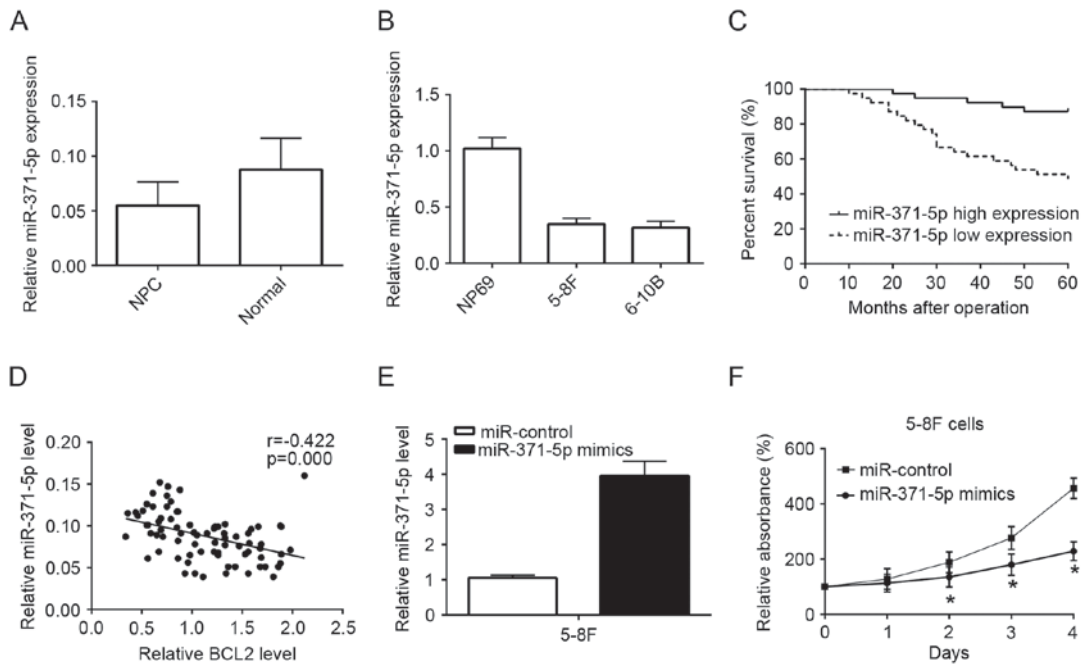 A
Relative miR-371-5p expression
0.15
0.10
0.05
0.00
NPC
Normal
B
Relative miR-371-5p expression
1.5
1.0
0.5
0.0
NP69
5-8F
6-10B
C
Percent survival (%)
100
80
60
40
20
0
miR-371-5p high expression
miR-371-5p low expression
0 10 20 30 40 50 60
Months after operation
D
Relative miR-371-5p level
0.20
0.15
0.10
0.05
0.00
r=-0.422
p=0.000
0.0 0.5 1.0 1.5 2.0 2.5
Relative BCL2 level
E
Relative miR-371-5p level
5
4
3
2
1
0
miR-control
miR-371-5p mimics
5-8F
F
5-8F cells
Relative absorbance (%)
600
400
200
0
miR-control
miR-371-5p mimics
*
*
*
0 1 2 3 4
Days